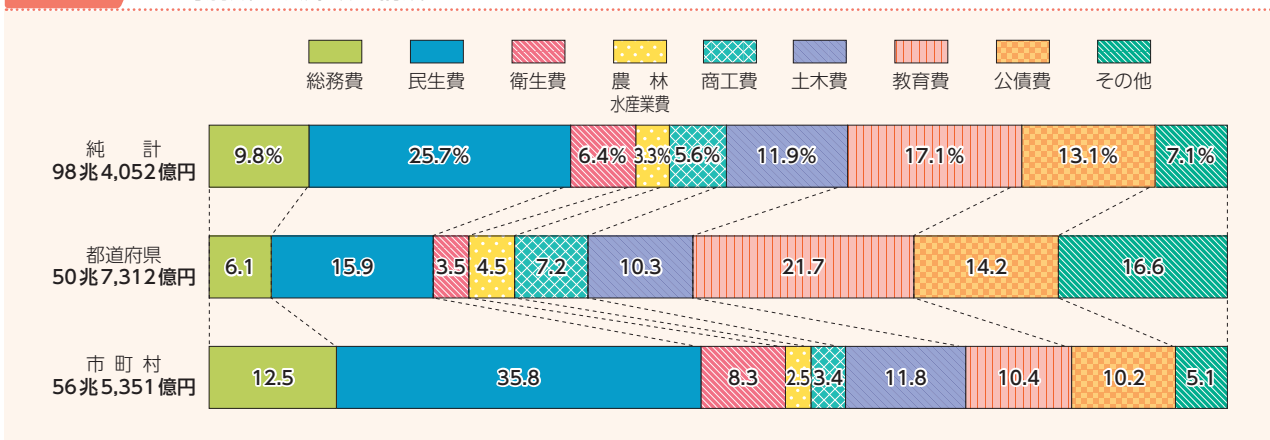 総務費 民生費 衛生費 農 林 商工費 土木費 教育費 公債費 その他
水産業費
純 計
98兆4,052億円
9.8% 25.7% 6.4% 3.3% 5.6% 11.9% 17.1% 13.1% 7.1%
都道府県
50兆7,312億円
6.1 15.9 3.5 4.5 7.2 10.3 21.7 14.2 16.6
市 町 村
56兆5,351億円
12.5 35.8 8.3 2.5 3.4 11.8 10.4 10.2 5.1